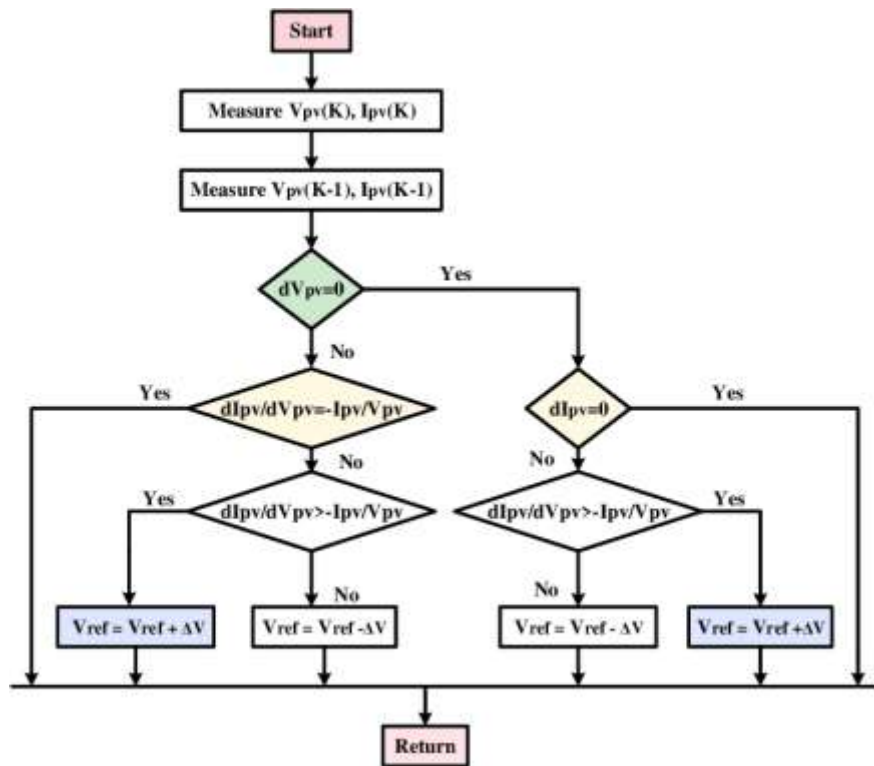 Start
Measure Vpv(K), Ipv(K)
Measure Vpv(K-1), Ipv(K-1)
dVpv=0
Yes
No
Yes
dIpv/dVpv=-Ipv/Vpv
dIpv=0
Yes
No
No
Yes
dIpv/dVpv>-Ipv/Vpv
dIpv/dVpv>-Ipv/Vpv
Yes
No
No
Vref = Vref + ΔV
Vref = Vref -ΔV
Vref = Vref - ΔV
Vref = Vref +ΔV
Return